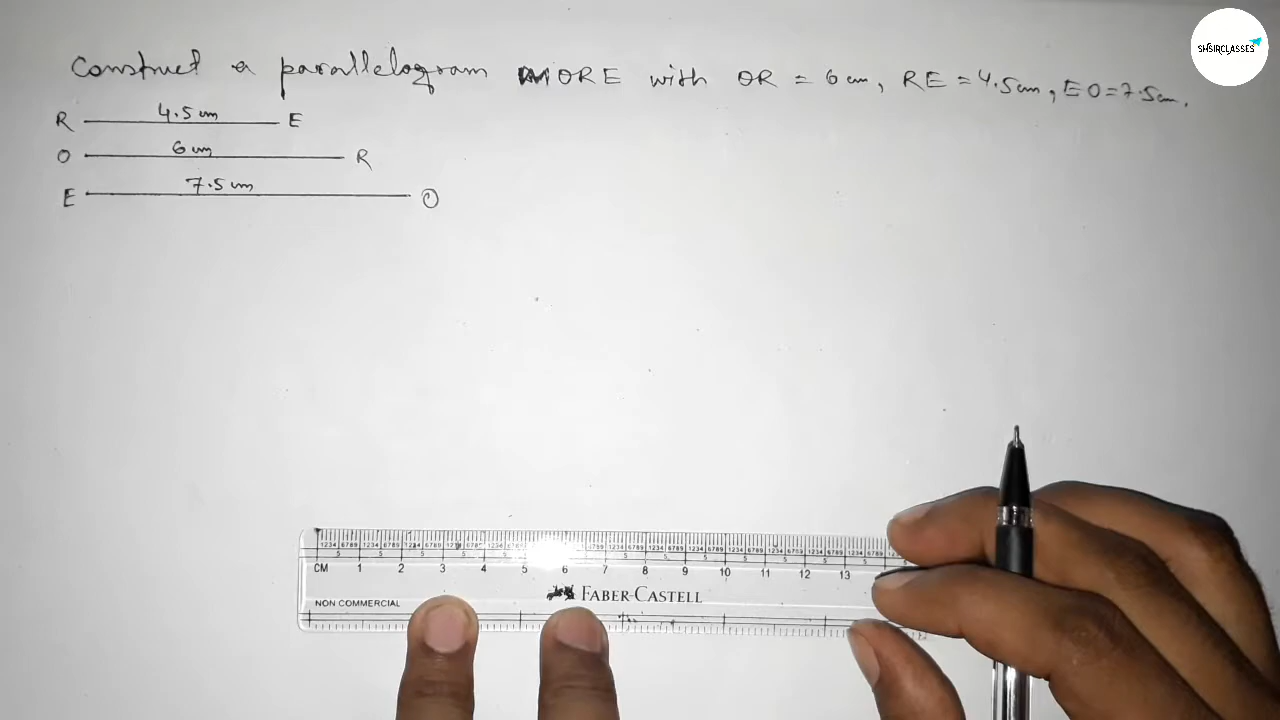 SHSIRCLASSES
Construct a parallelogram MORE with OR = 6 cm, RE = 4.5 cm, EO = 7.5 cm.
R 4.5 cm E
O 6 cm R
E 7.5 cm O
CM 1 2 3 4 5 6 7 8 9 10 11 12 13
FABER-CASTELL
NON COMMERCIAL